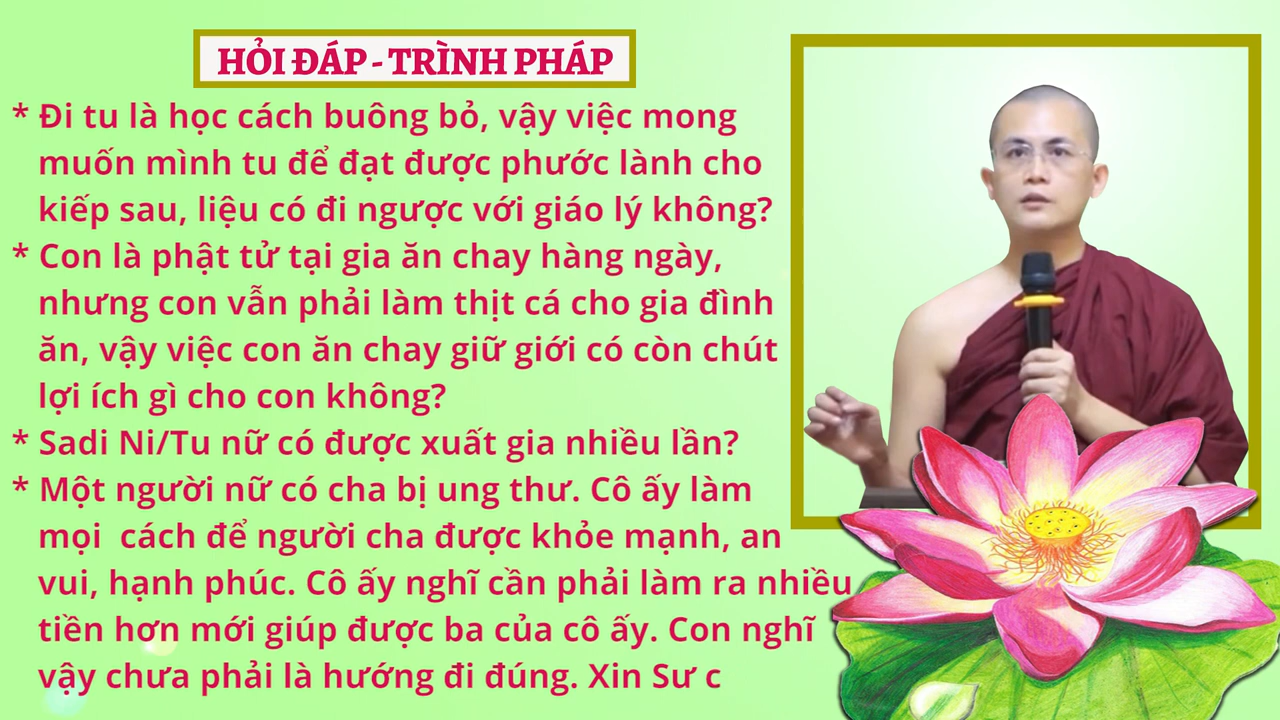 HỎI ĐÁP - TRÌNH PHÁP
* Đi tu là học cách buông bỏ, vậy việc mong
muốn mình tu để đạt được phước lành cho
kiếp sau, liệu có đi ngược với giáo lý không?
* Con là phật tử tại gia ăn chay hàng ngày,
nhưng con vẫn phải làm thịt cá cho gia đình
ăn, vậy việc con ăn chay giữ giới có còn chút
lợi ích gì cho con không?
* Sadi Ni/Tu nữ có được xuất gia nhiều lần?
* Một người nữ có cha bị ung thư. Cô ấy làm
mọi  cách để người cha được khỏe mạnh, an
vui, hạnh phúc. Cô ấy nghĩ cần phải làm ra nhiều
tiền hơn mới giúp được ba của cô ấy. Con nghĩ
vậy chưa phải là hướng đi đúng. Xin Sư c